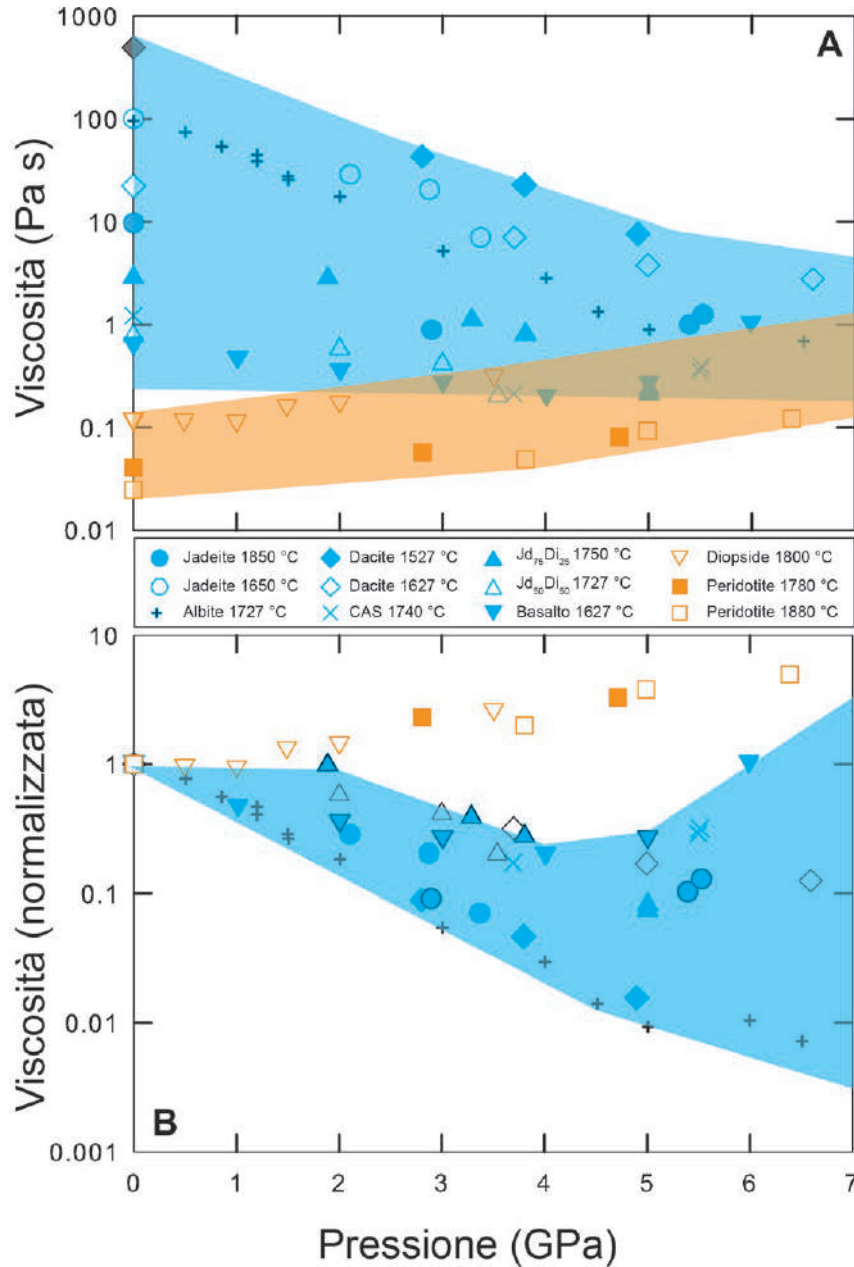 1000
A
100
10
1
0.1
0.01
Viscosità (Pa s)
Jadeite 1850 °C
Dacite 1527 °C
Jd₇₅Di₂₅ 1750 °C
Diopside 1800 °C
Jadeite 1650 °C
Dacite 1627 °C
Jd₅₀Di₅₀ 1727 °C
Peridotite 1780 °C
Albite 1727 °C
CAS 1740 °C
Basalto 1627 °C
Peridotite 1880 °C
10
1
0.1
0.01
0.001
Viscosità (normalizzata)
B
0 1 2 3 4 5 6 7
Pressione (GPa)